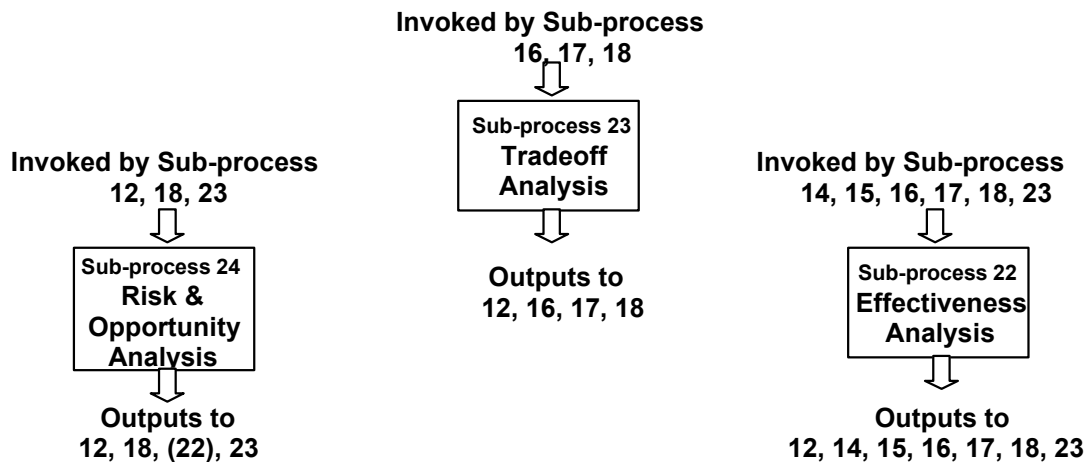 Invoked by Sub-process
16, 17, 18
Sub-process 23
Tradeoff
Analysis
Outputs to
12, 16, 17, 18
Invoked by Sub-process
12, 18, 23
Sub-process 24
Risk &
Opportunity
Analysis
Outputs to
12, 18, (22), 23
Invoked by Sub-process
14, 15, 16, 17, 18, 23
Sub-process 22
Effectiveness
Analysis
Outputs to
12, 14, 15, 16, 17, 18, 23